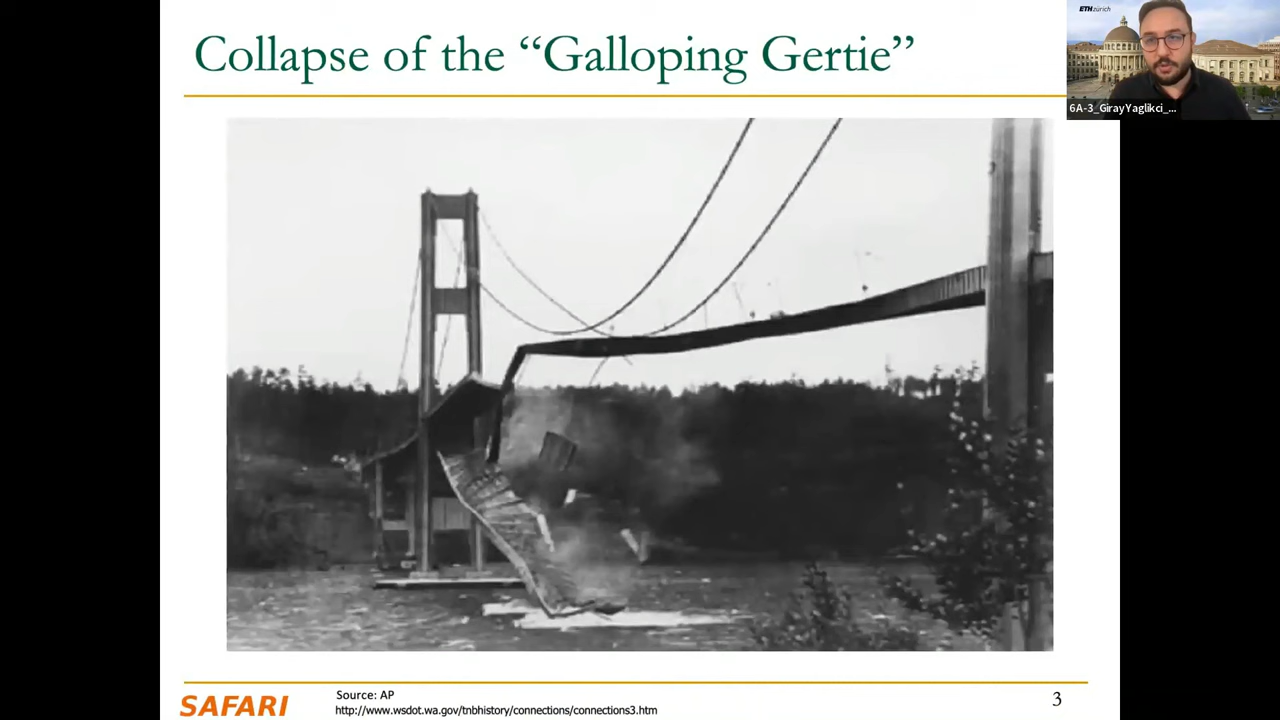 Collapse of the “Galloping Gertie”
ETH zürich
6A-3_GirayYaglikci_...
SAFARI
Source: AP
http://www.wsdot.wa.gov/tnbhistory/connections/connections3.htm
3